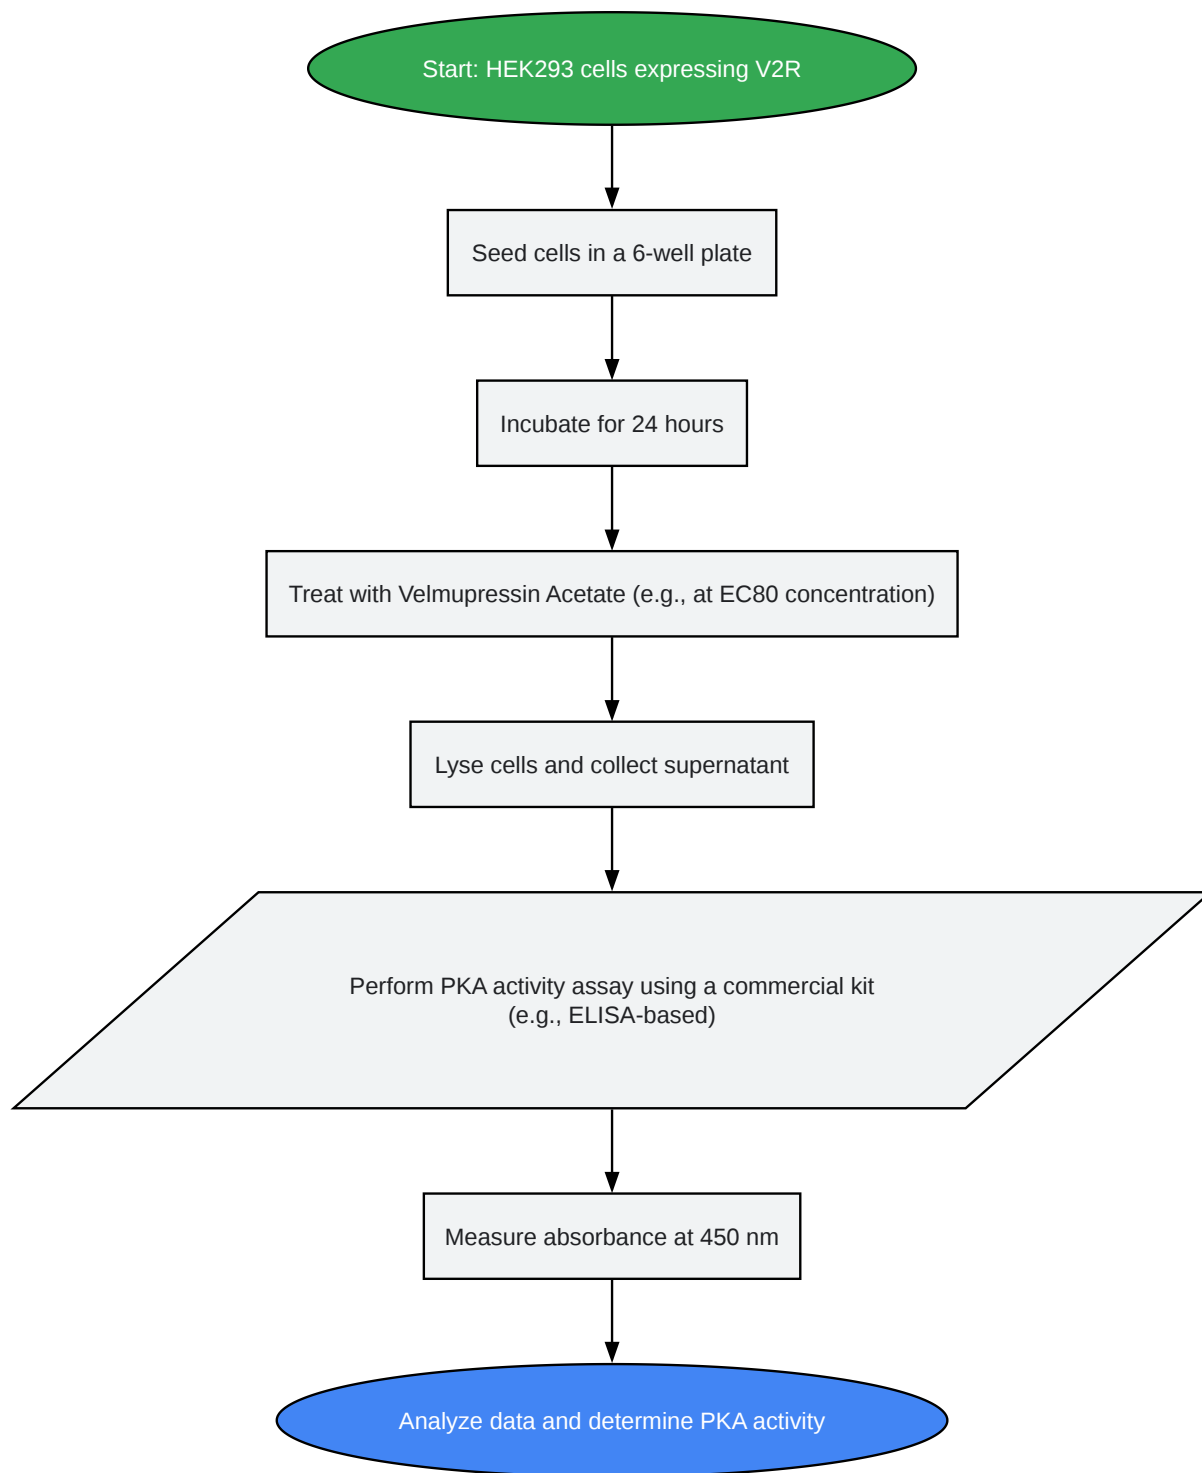 Start: HEK293 cells expressing V2R
Seed cells in a 6-well plate
Incubate for 24 hours
Treat with Velmupressin Acetate (e.g., at EC80 concentration)
Lyse cells and collect supernatant
Perform PKA activity assay using a commercial kit
(e.g., ELISA-based)
Measure absorbance at 450 nm
Analyze data and determine PKA activity